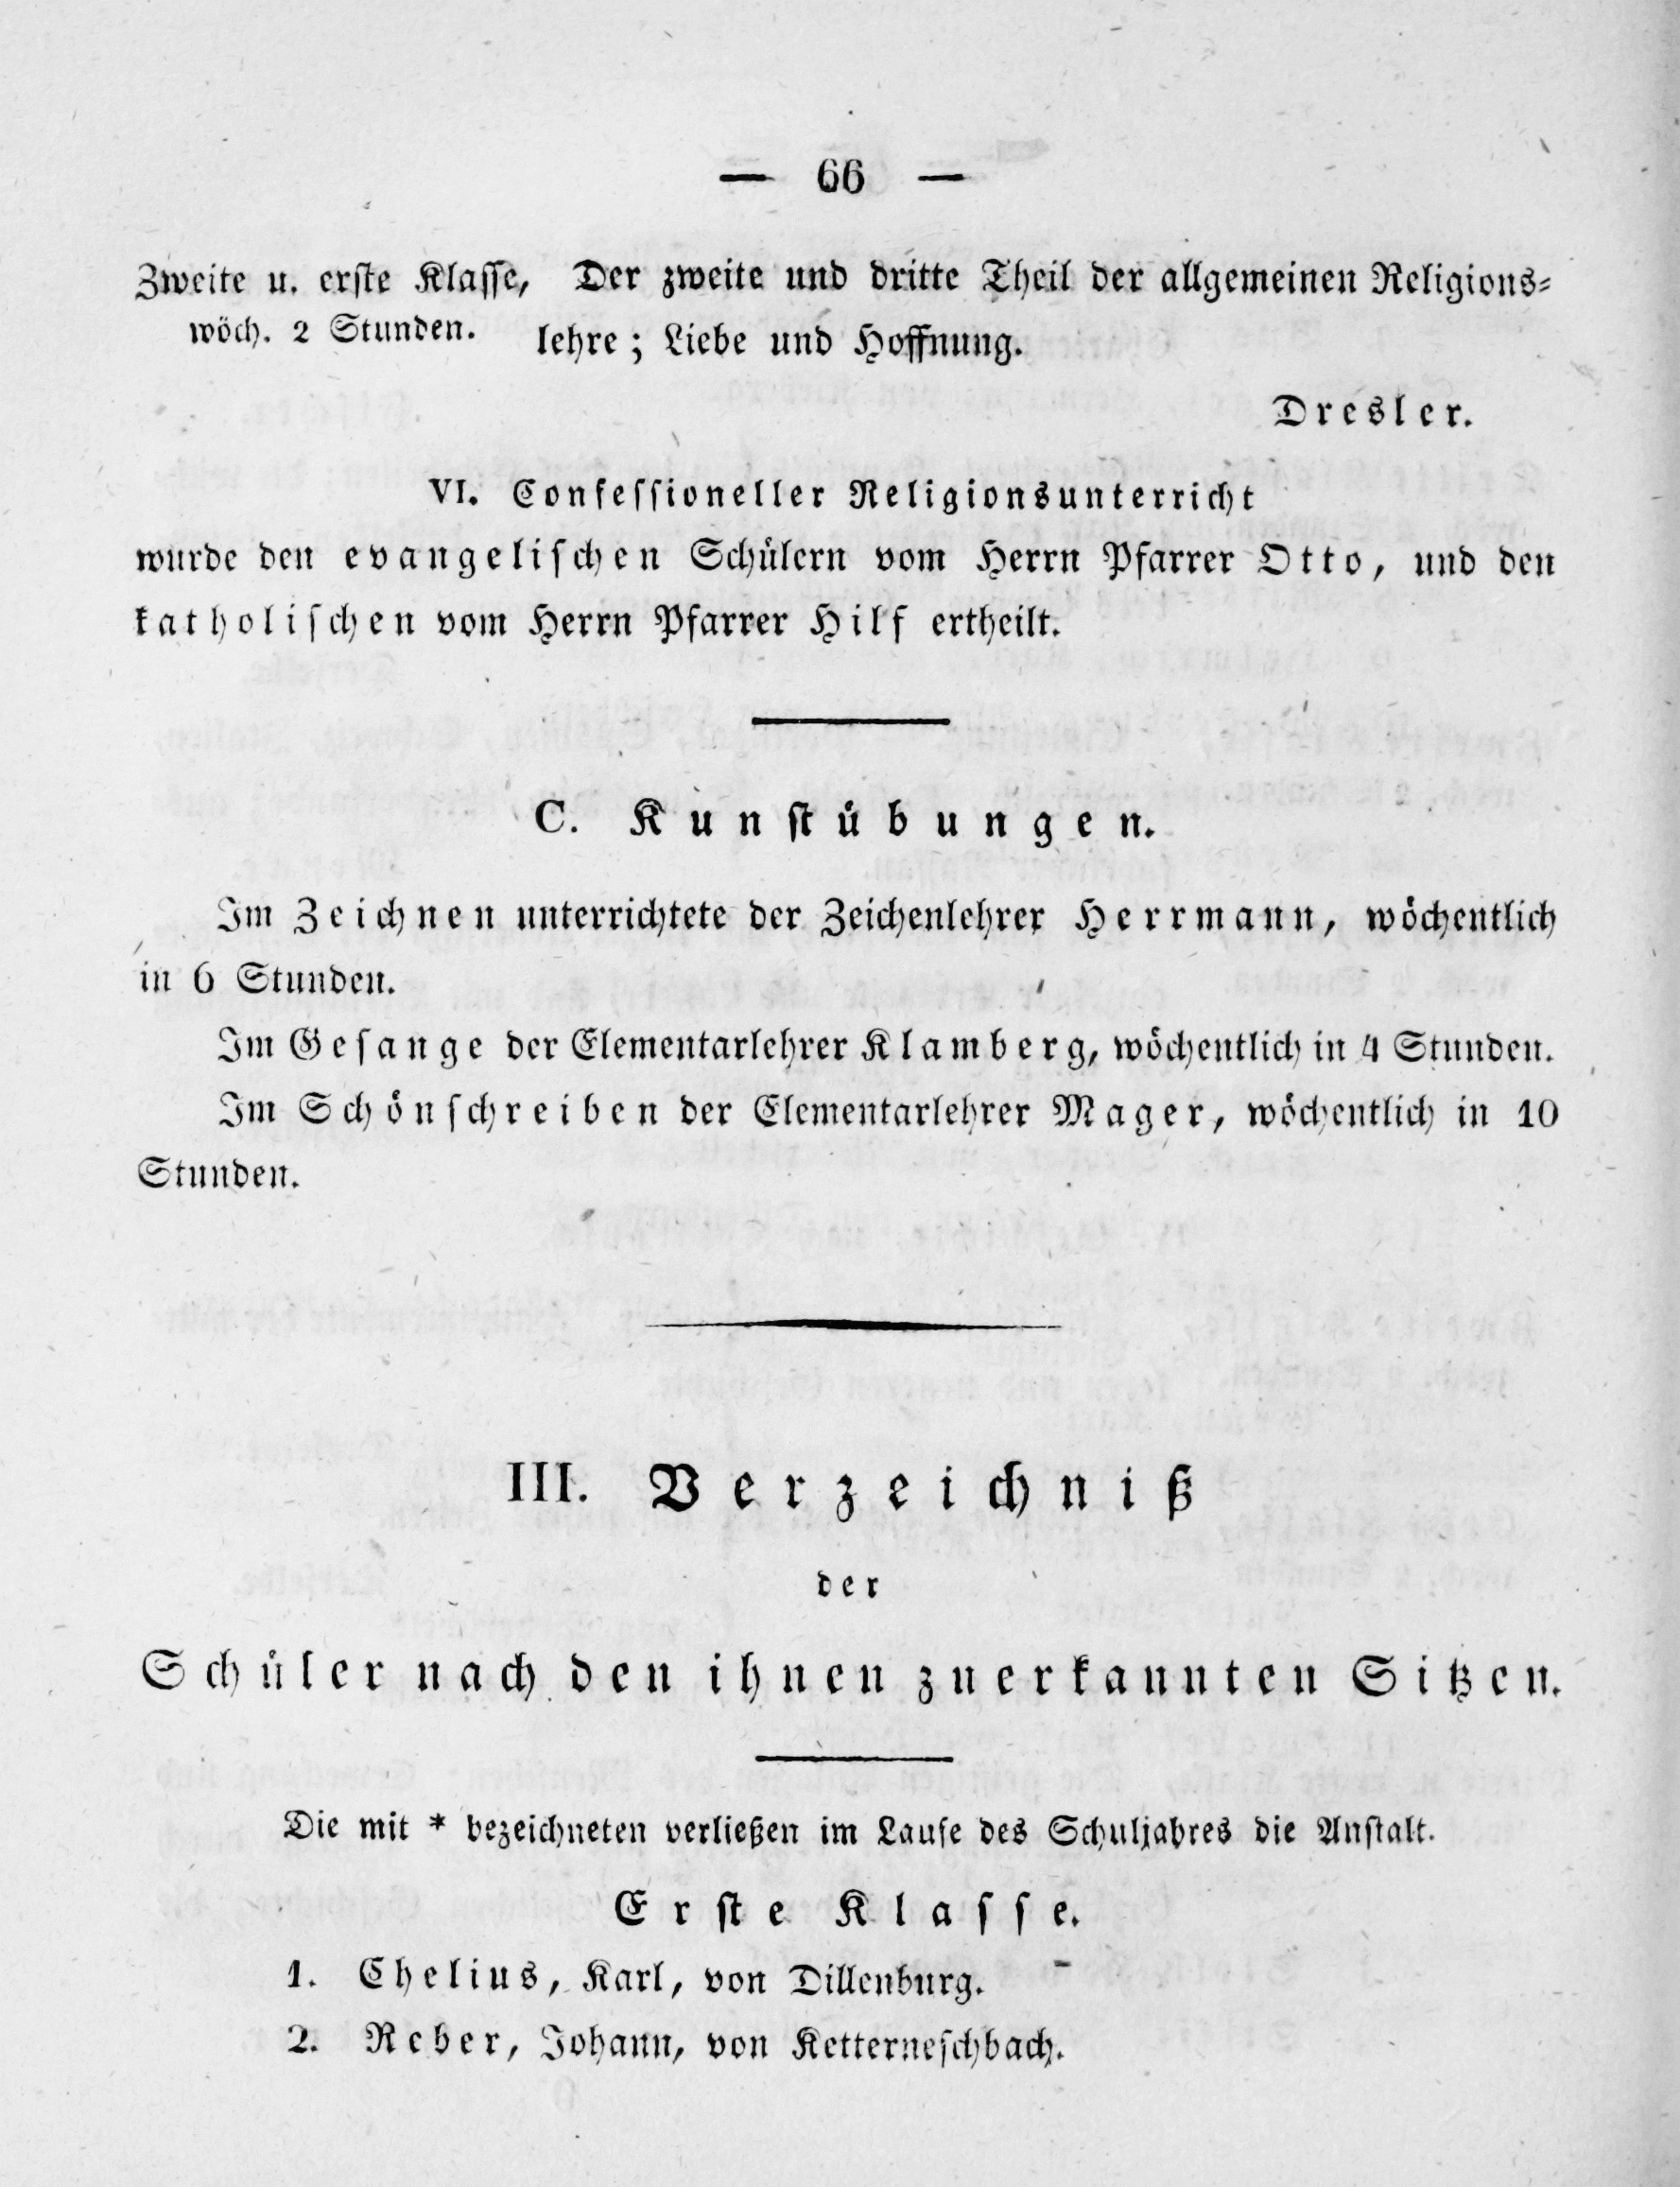 — 66 —
Zweite u. erste Klasse, Der zweite und dritte Theil der allgemeinen Religions-
wöch. 2 Stunden. lehre; Liebe und Hoffnung.
Dresler.
VI. Confessioneller Religionsunterricht
wurde den evangelischen Schülern vom Herrn Pfarrer Otto, und den
katholischen vom Herrn Pfarrer Hilf ertheilt.
C. Kunstübungen.
Im Zeichnen unterrichtete der Zeichenlehrer Herrmann, wöchentlich
in 6 Stunden.
Im Gesange der Elementarlehrer Klamberg, wöchentlich in 4 Stunden.
Im Schönschreiben der Elementarlehrer Mager, wöchentlich in 10
Stunden.
III. Verzeichniß
der
Schüler nach den ihnen zuerkannten Sitzen.
Die mit * bezeichneten verließen im Laufe des Schuljahres die Anstalt.
Erste Klasse.
1. Chelius, Karl, von Dillenburg.
2. Reber, Johann, von Ketterneschbach.